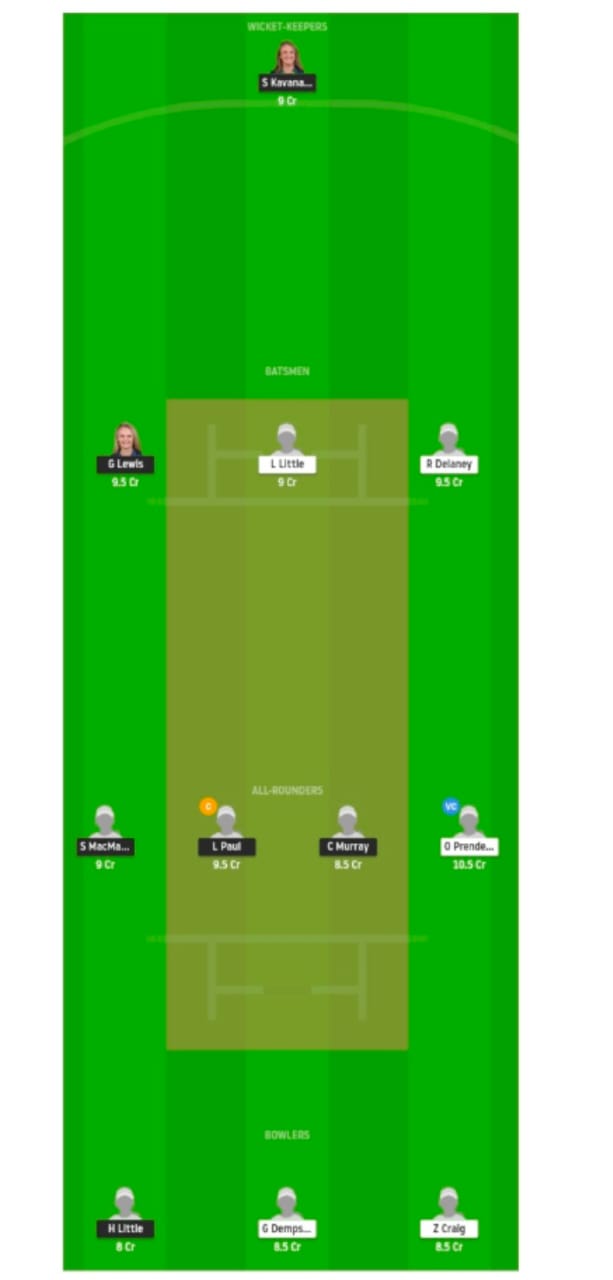 WICKET-KEEPERS
S Kavana...
9 Cr
BATSMEN
G Lewis
L Little
R Delaney
9.5 Cr
9 Cr
9.5 Cr
ALL-ROUNDERS
C
VC
S MacMa...
L Paul
C Murray
O Prende...
9 Cr
9.5 Cr
8.5 Cr
10.5 Cr
BOWLERS
H Little
G Demps...
Z Craig
8 Cr
8.5 Cr
8.5 Cr